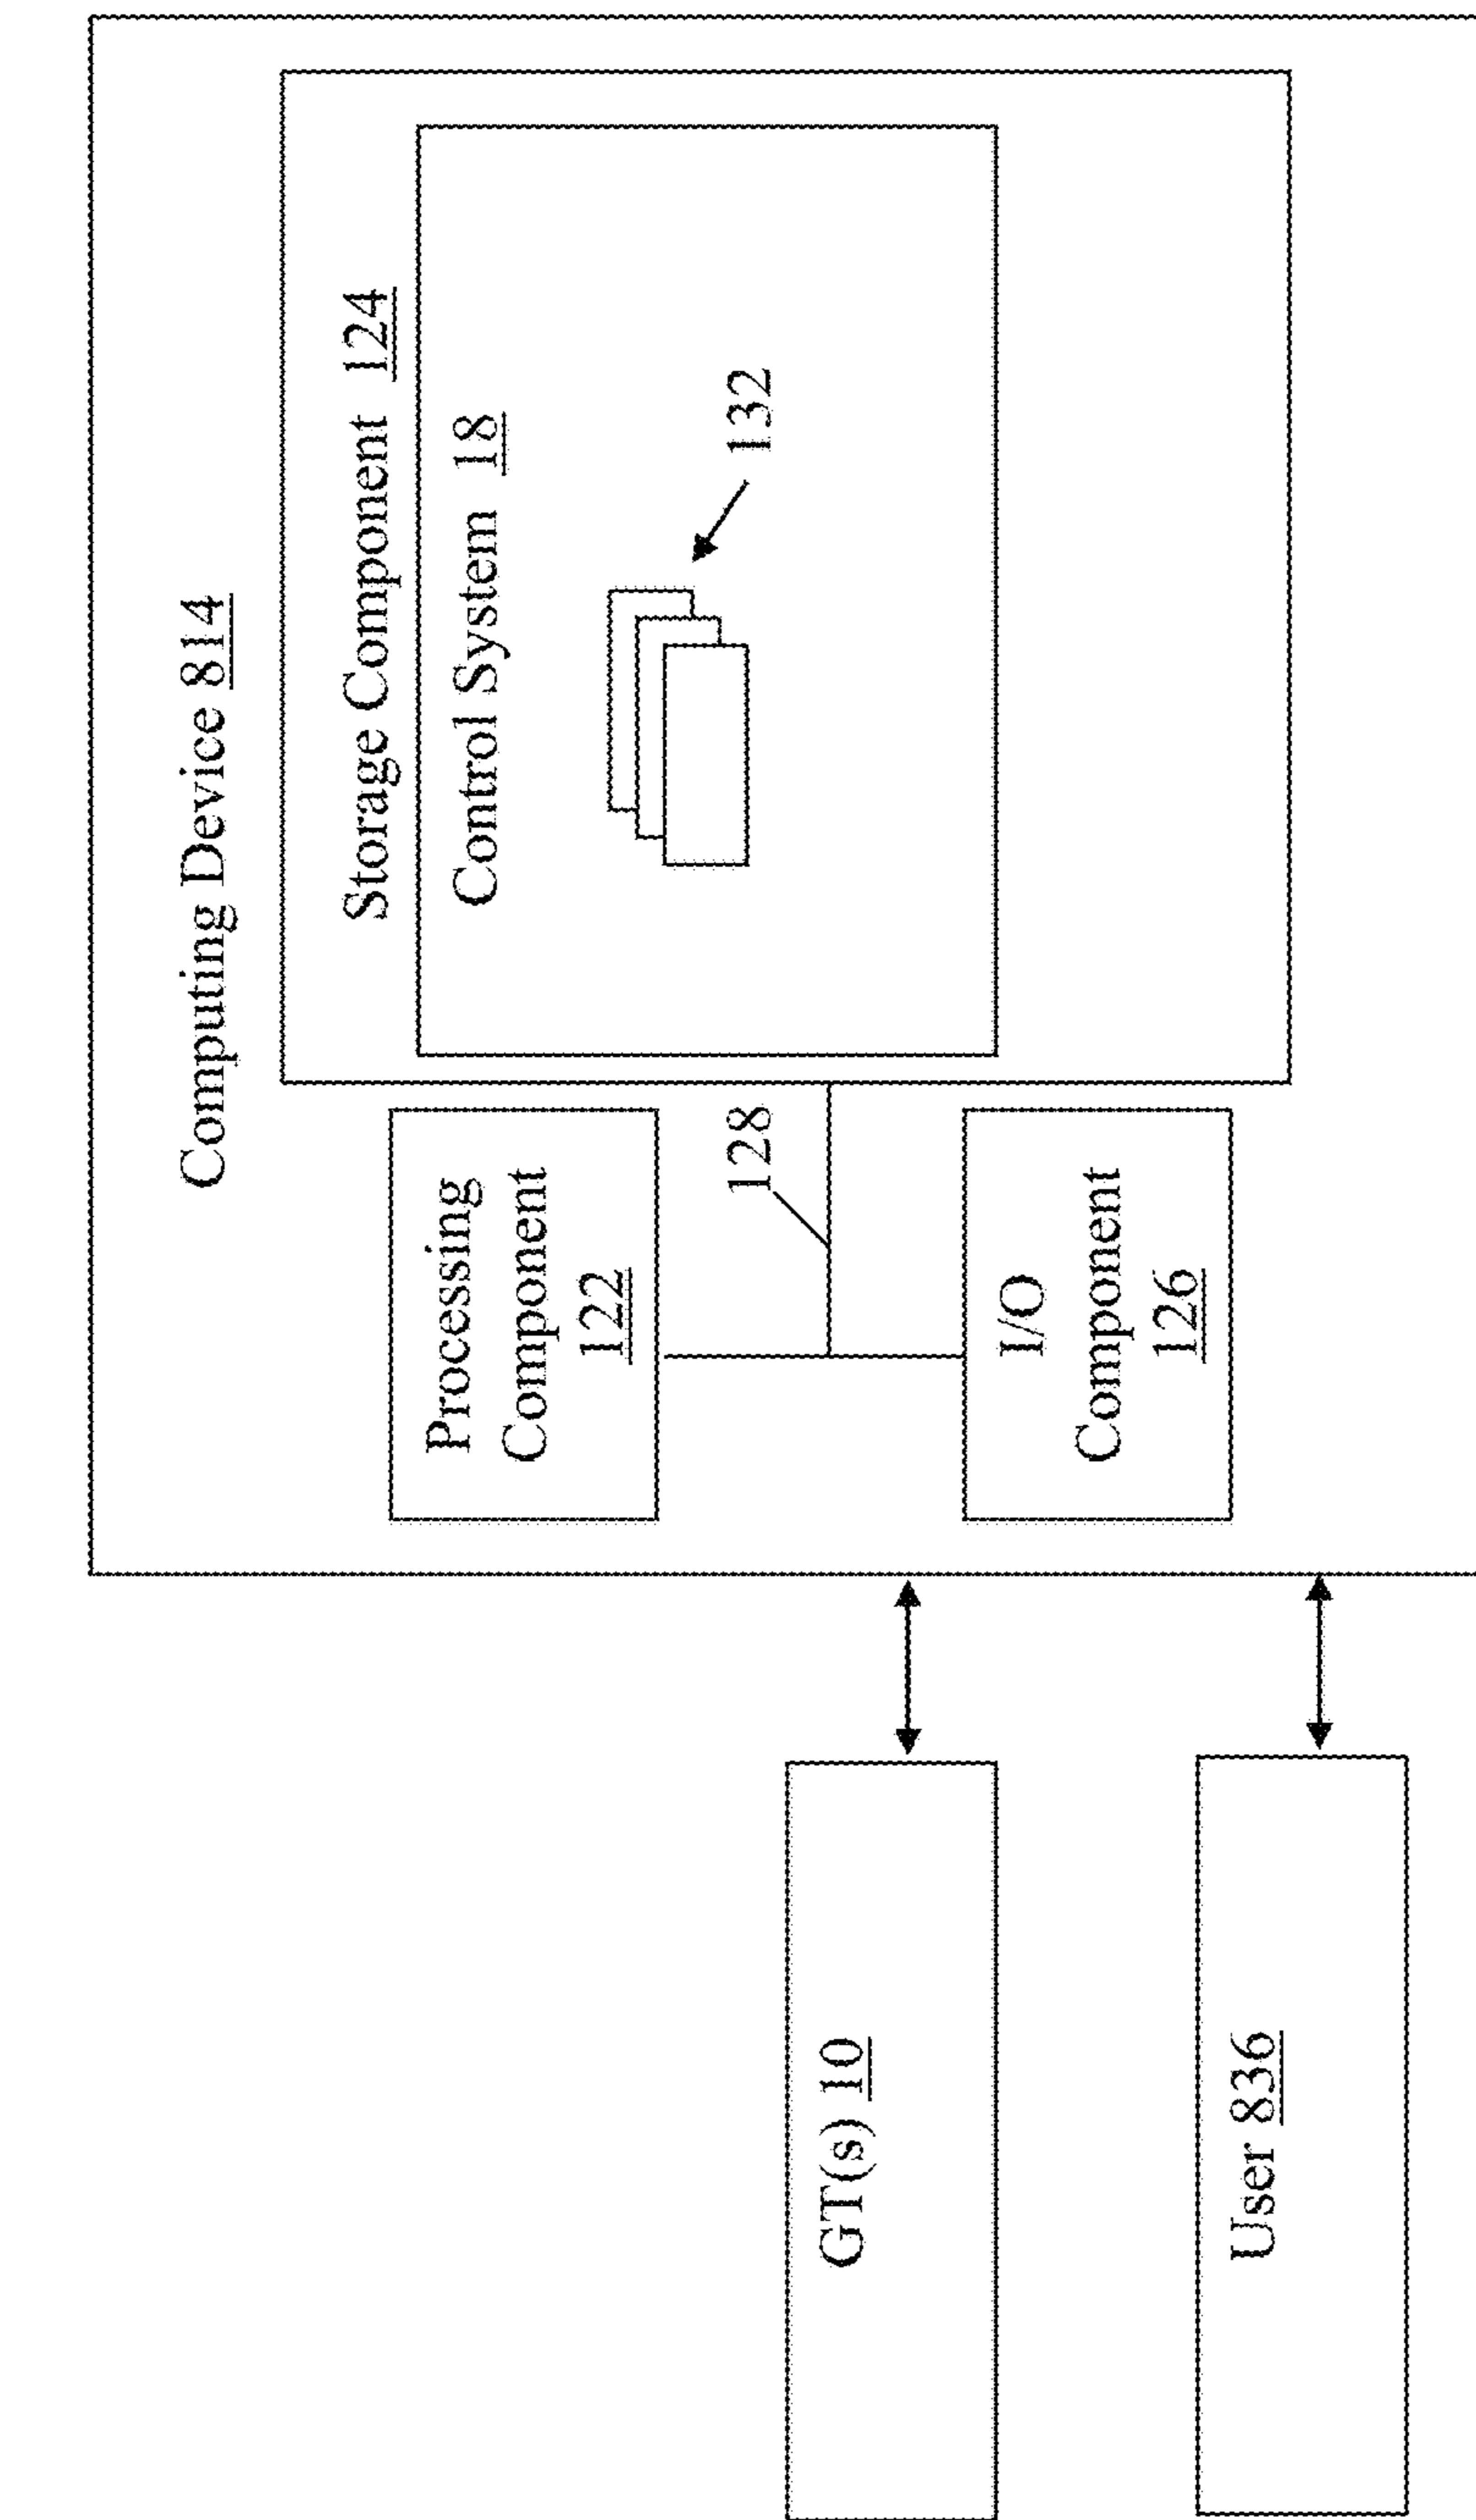 Computing Device 814
Storage Component 124
Control System 18
132
Processing
Component
122
128
I/O
Component
126
GT(s) 10
User 836